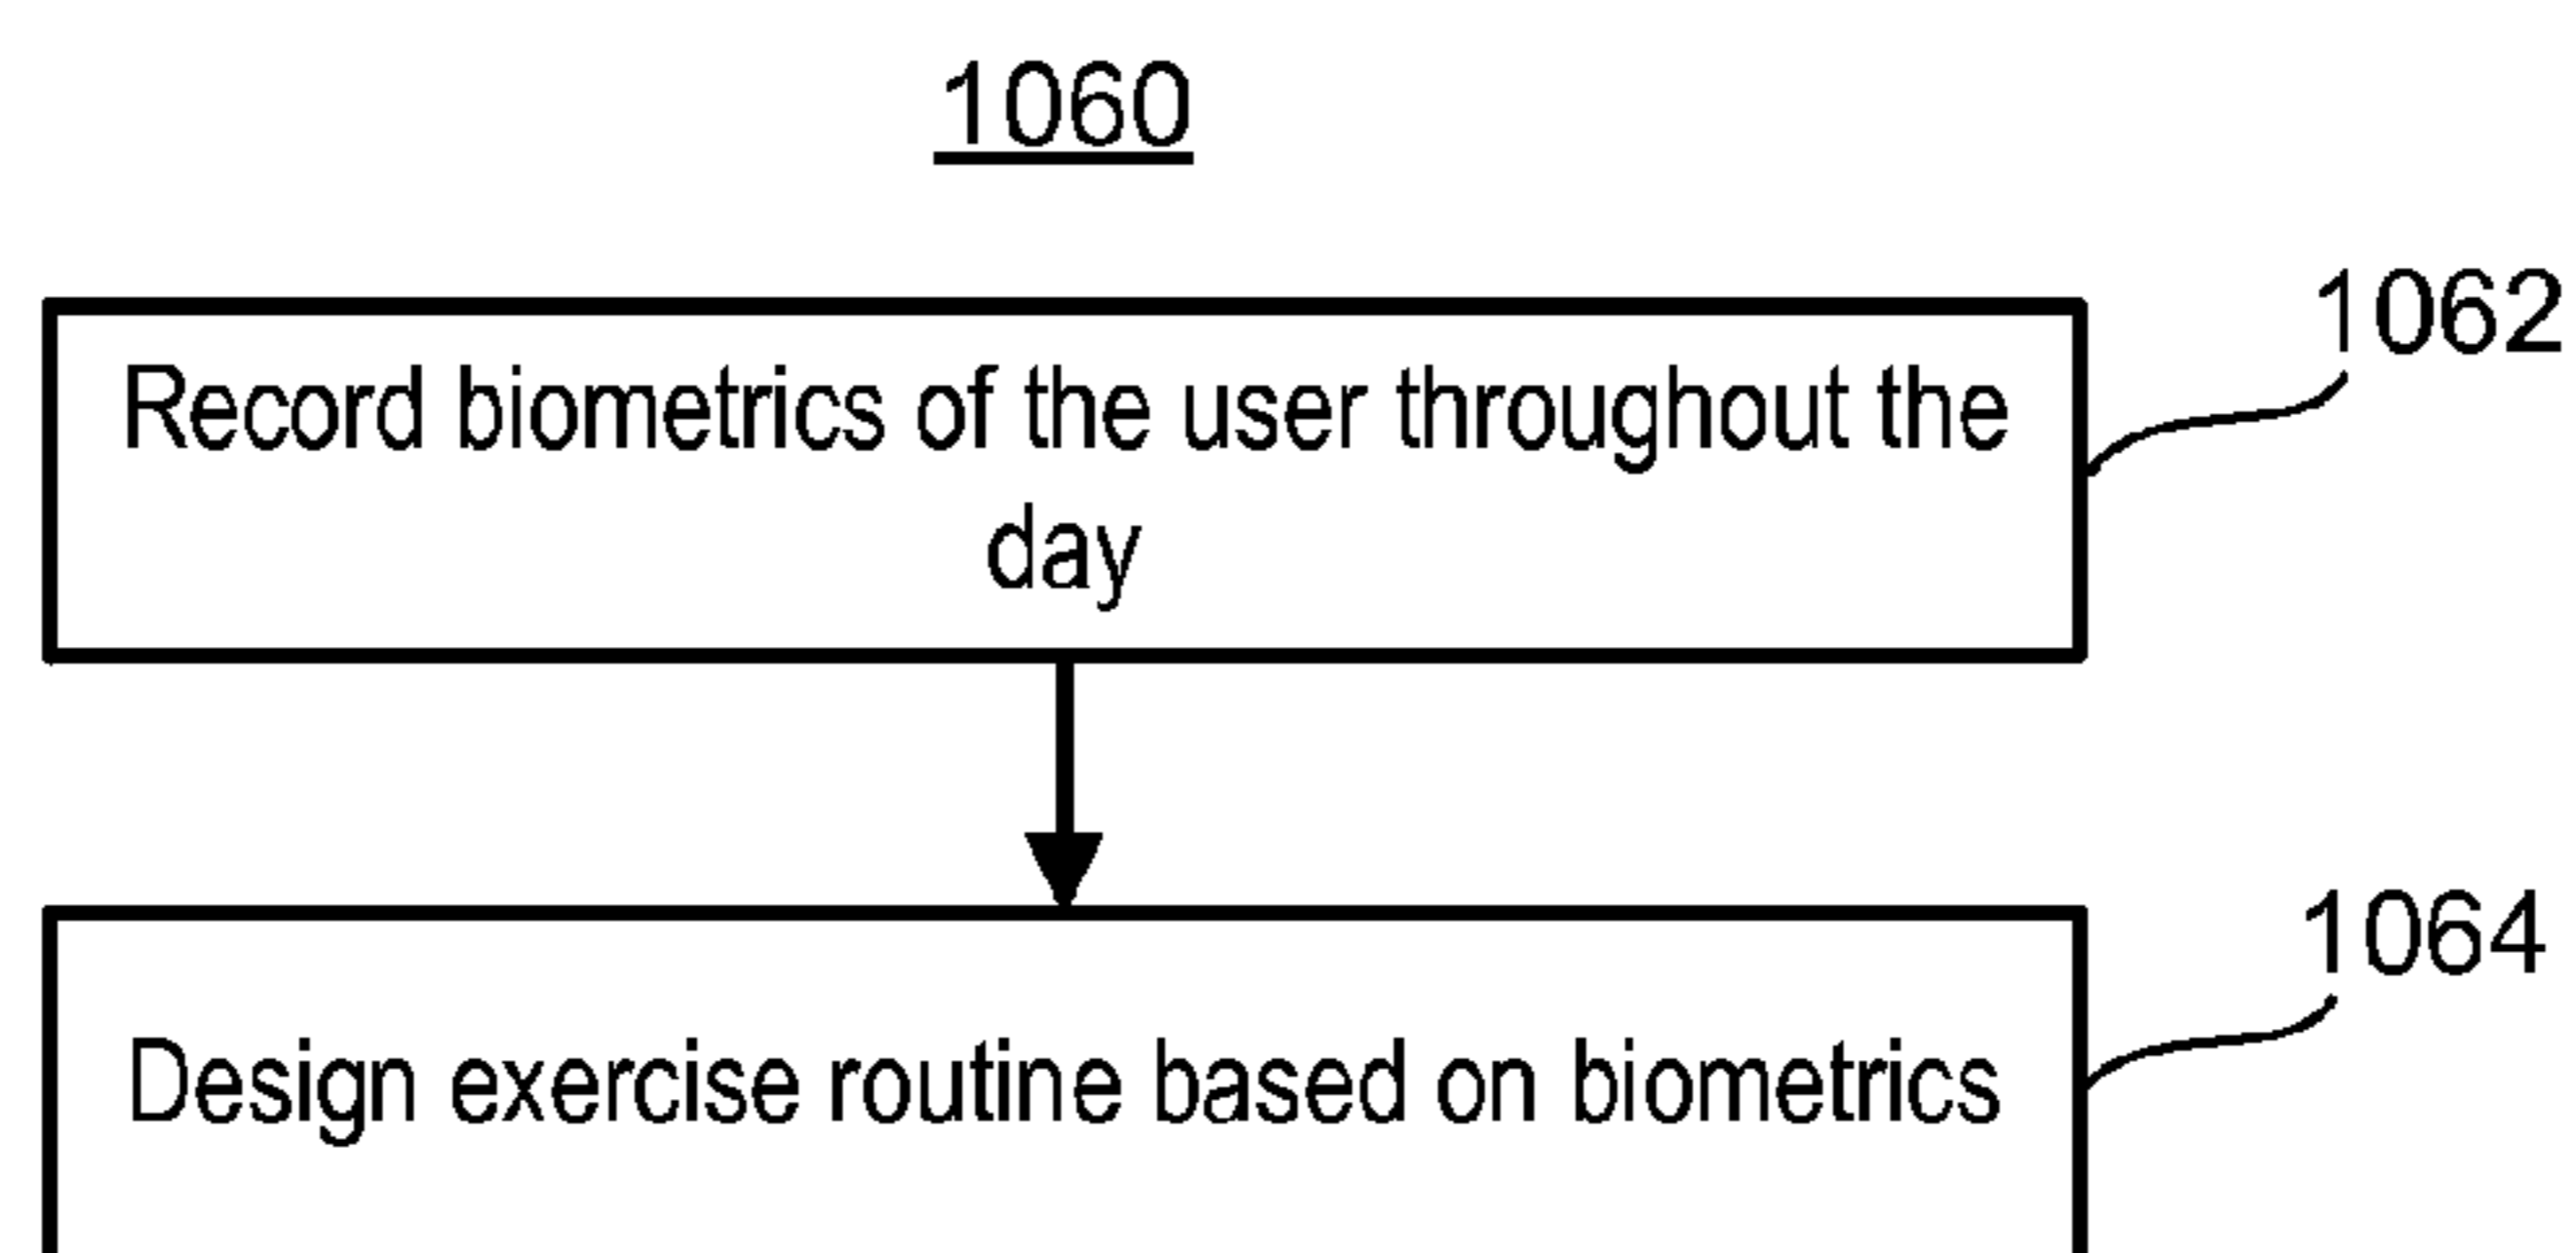 1060
1062
Record biometrics of the user throughout the
day
1064
Design exercise routine based on biometrics